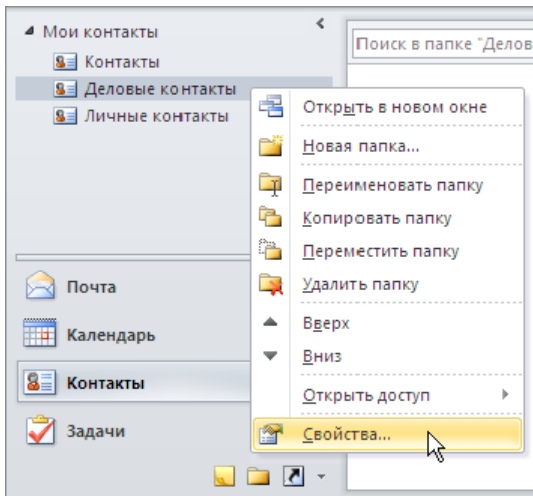 Мои контакты
Контакты
Деловые контакты
Личные контакты
Поиск в папке "Делов
Открыть в новом окне
Новая папка...
Переименовать папку
Копировать папку
Переместить папку
Удалить папку
Вверх
Вниз
Открыть доступ
Свойства...
Почта
Календарь
Контакты
Задачи